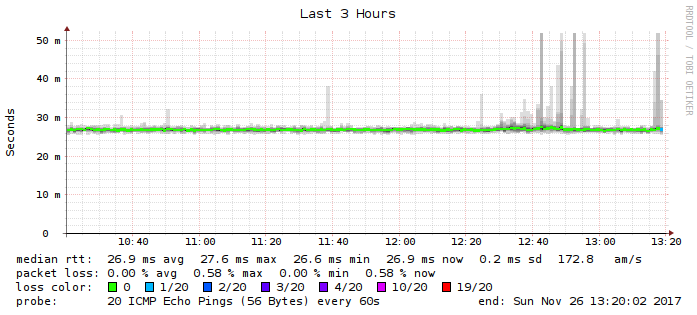 Last 3 Hours
RRDTOOL / TOBI OETIKER
Seconds
50 m
40 m
30 m
20 m
10 m
0
10:40 11:00 11:20 11:40 12:00 12:20 12:40 13:00 13:20
median rtt: 26.9 ms avg 27.6 ms max 26.6 ms min 26.9 ms now 0.2 ms sd 172.8 am/s
packet loss: 0.00 % avg 0.58 % max 0.00 % min 0.58 % now
loss color: 0 1/20 2/20 3/20 4/20 10/20 19/20
probe: 20 ICMP Echo Pings (56 Bytes) every 60s end: Sun Nov 26 13:20:02 2017